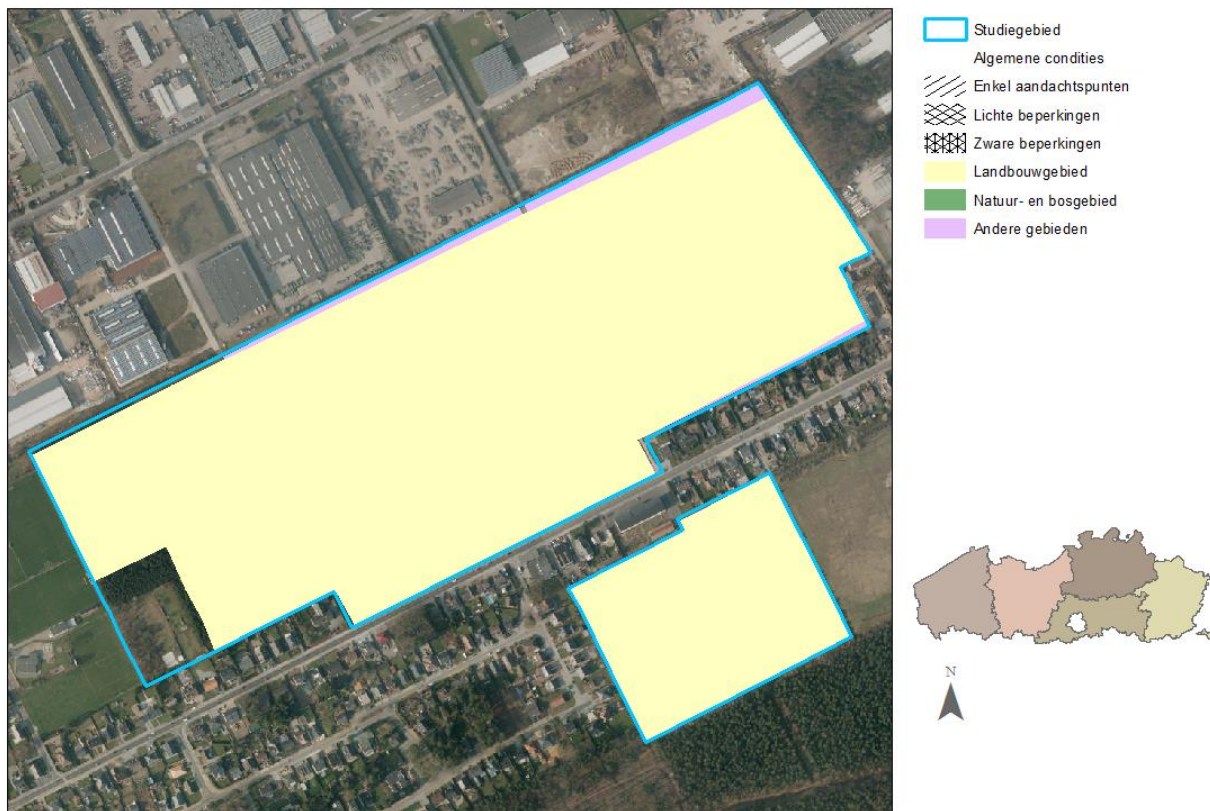 Studiegebied
Algemene condities
Enkel aandachtspunten
Lichte beperkingen
Zware beperkingen
Landbouwgebied
Natuur- en bosgebied
Andere gebieden
N